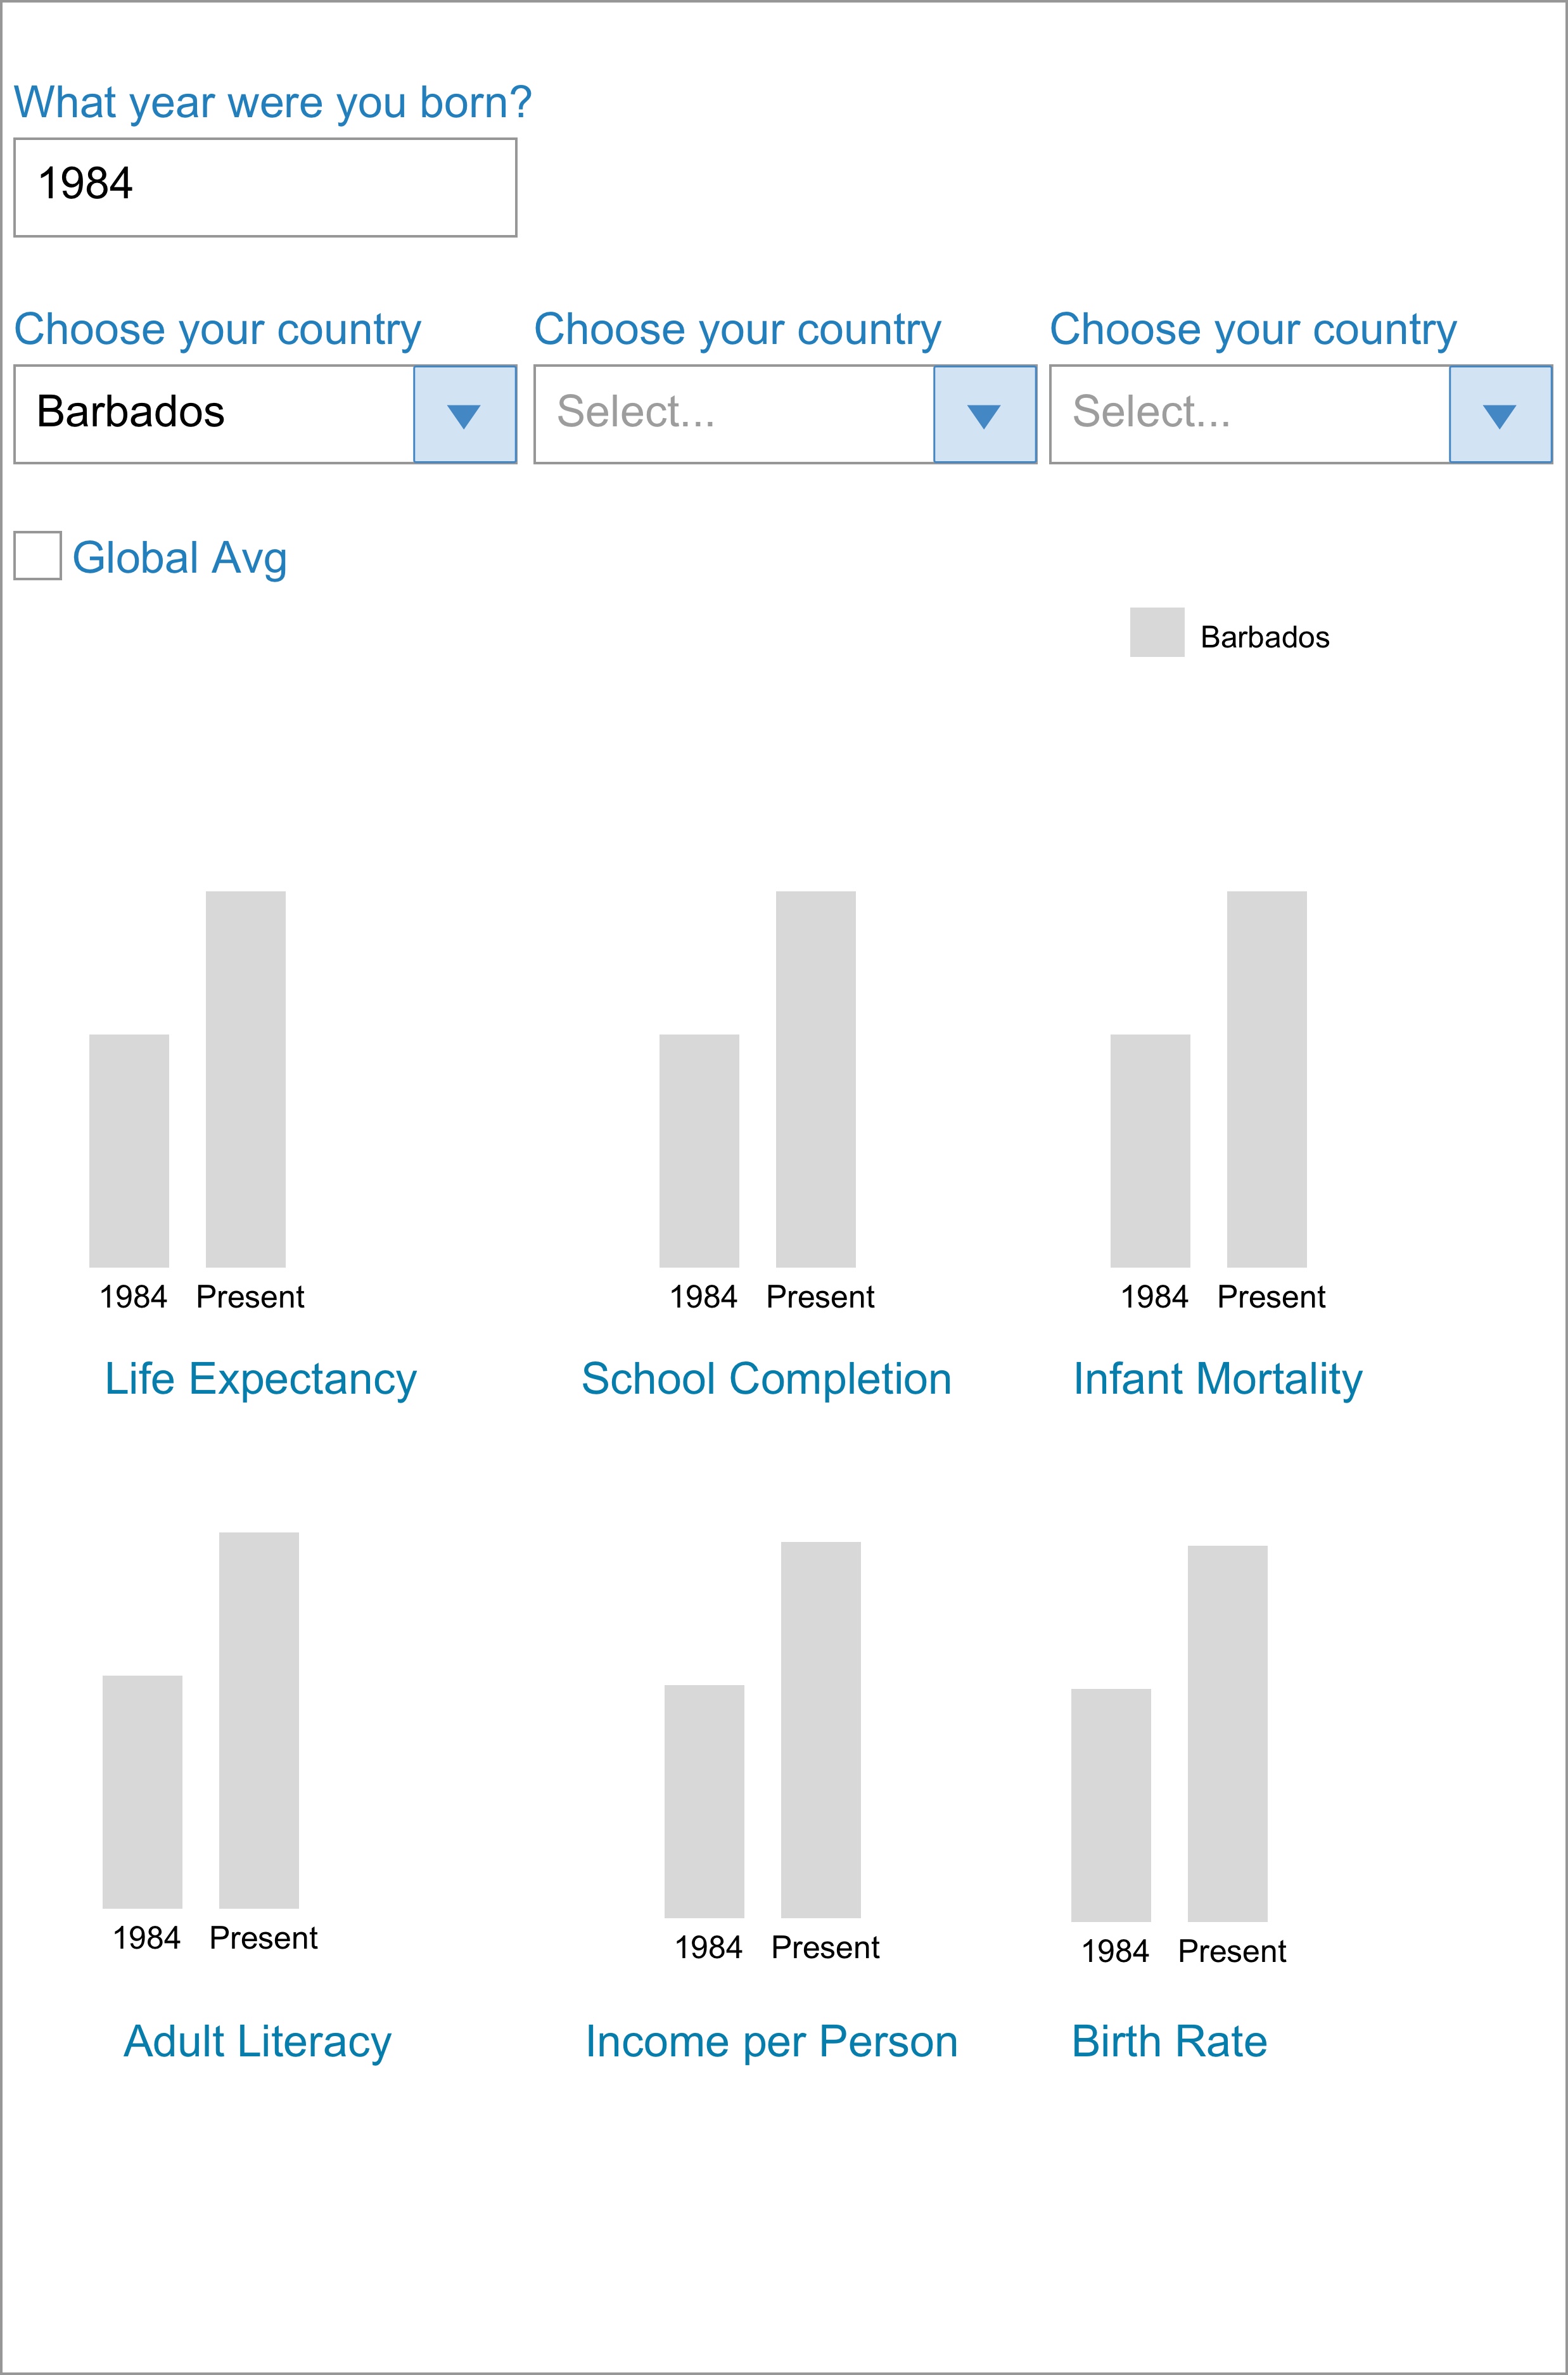 What year were you born?
1984
Choose your country Choose your country Choose your country
Barbados Select... Select...
Global Avg
Barbados
1984 Present 1984 Present 1984 Present
Life Expectancy School Completion Infant Mortality
1984 Present 1984 Present 1984 Present
Adult Literacy Income per Person Birth Rate